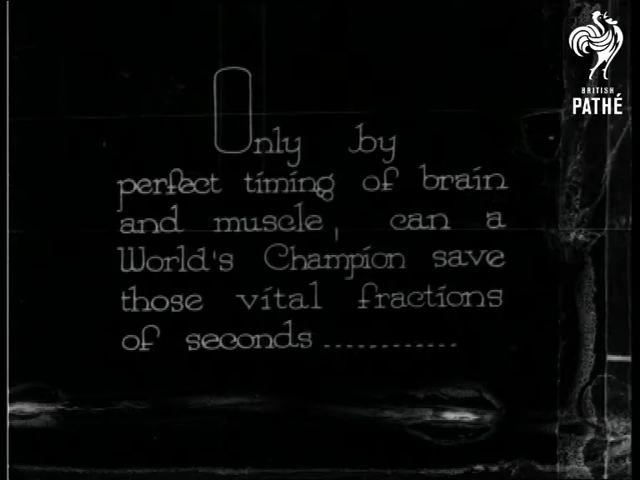 BRITISH
PATHÉ
Only by
perfect timing of brain
and muscle, can a
World's Champion save
those vital fractions
of seconds ............